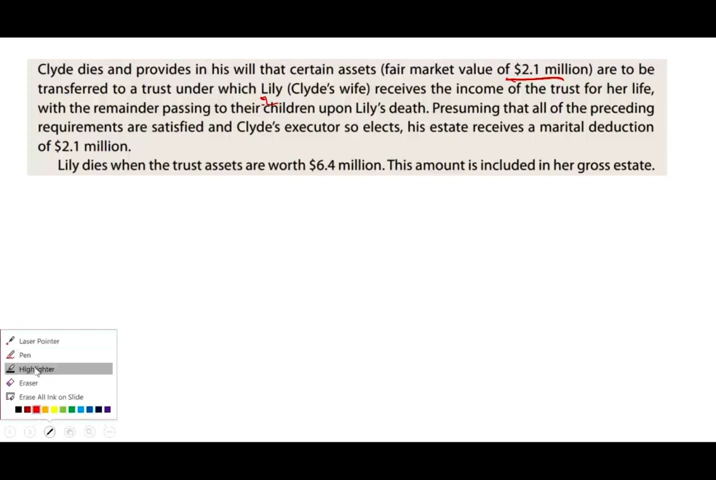 Clyde dies and provides in his will that certain assets (fair market value of $2.1 million) are to be
transferred to a trust under which Lily (Clyde's wife) receives the income of the trust for her life,
with the remainder passing to their children upon Lily's death. Presuming that all of the preceding
requirements are satisfied and Clyde's executor so elects, his estate receives a marital deduction
of $2.1 million.
Lily dies when the trust assets are worth $6.4 million. This amount is included in her gross estate.
Laser Pointer
Pen
Highlighter
Eraser
Erase All Ink on Slide